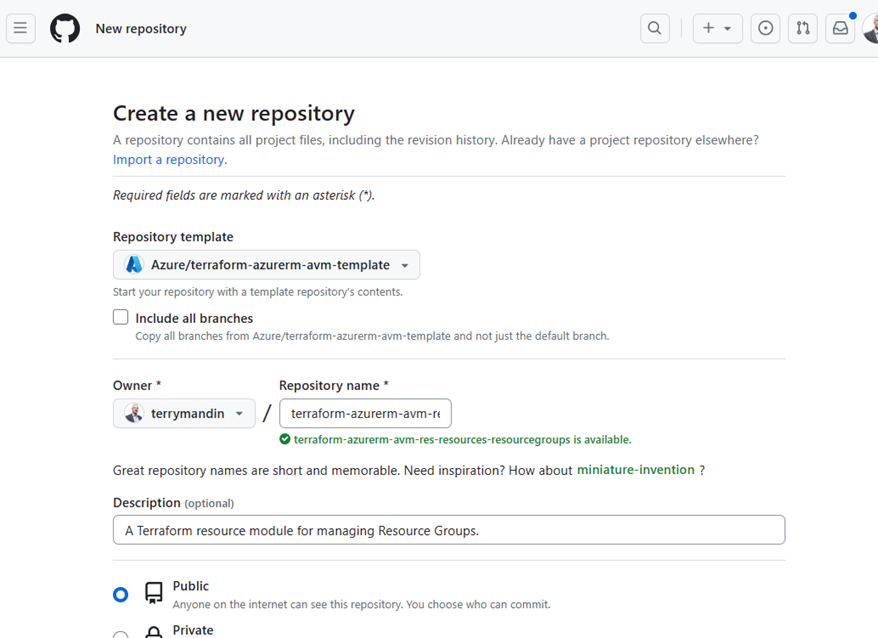 New repository
Create a new repository
A repository contains all project files, including the revision history. Already have a project repository elsewhere?
Import a repository.
Required fields are marked with an asterisk (*).
Repository template
Azure/terraform-azurerm-avm-template
Start your repository with a template repository's contents.
Include all branches
Copy all branches from Azure/terraform-azurerm-avm-template and not just the default branch.
Owner * Repository name *
terrymandin / terraform-azurerm-avm-re
terraform-azurerm-avm-res-resources-resourcegroups is available.
Great repository names are short and memorable. Need inspiration? How about miniature-invention ?
Description (optional)
A Terraform resource module for managing Resource Groups.
Public
Anyone on the internet can see this repository. You choose who can commit.
Private